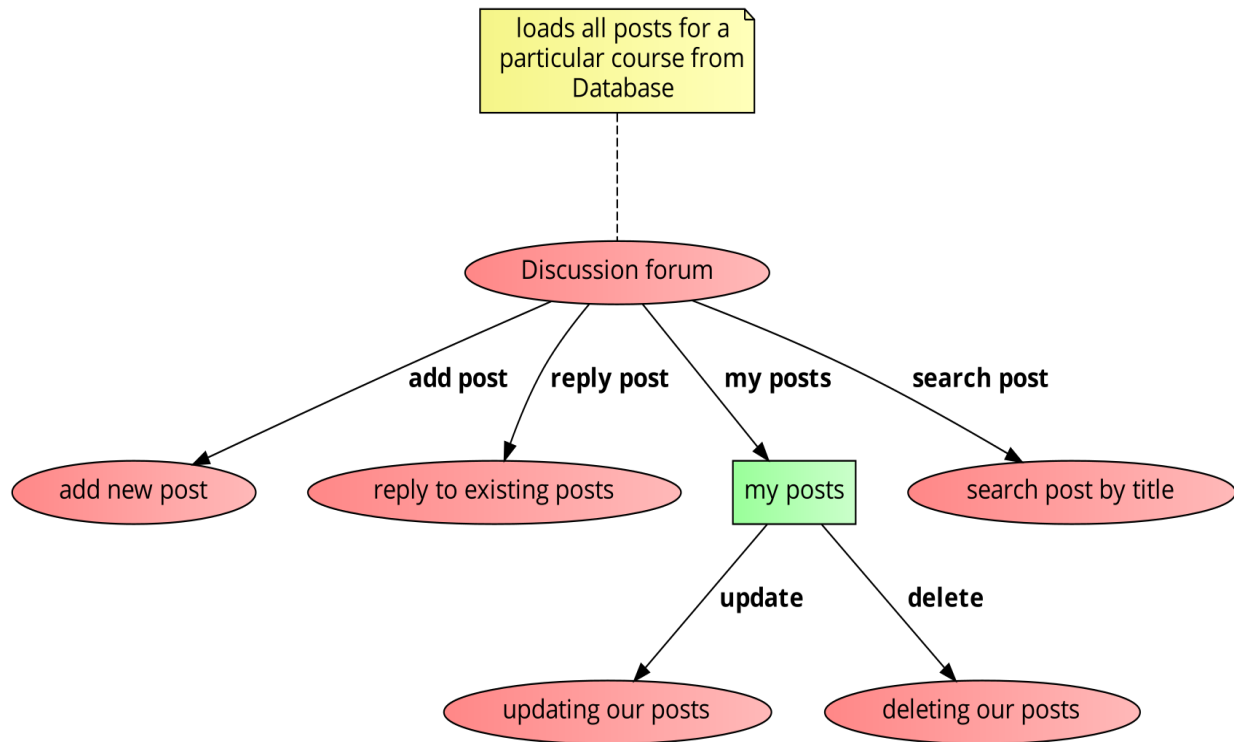 loads all posts for a
particular course from
Database
Discussion forum
add post
reply post
my posts
search post
add new post
reply to existing posts
my posts
search post by title
update
delete
updating our posts
deleting our posts